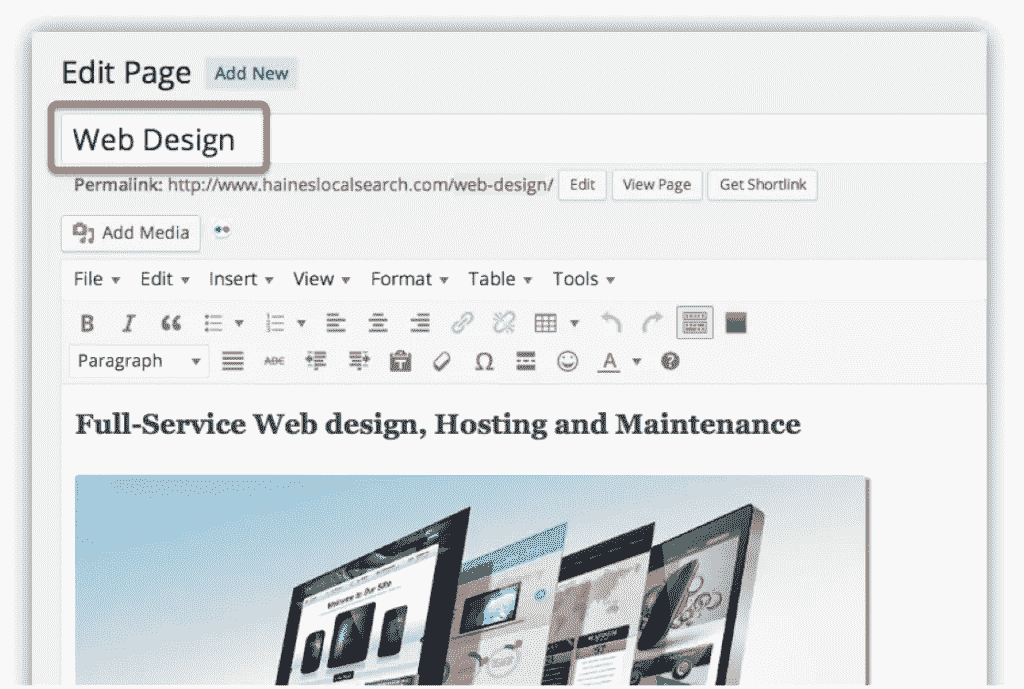 Edit Page Add New
Web Design
Permalink: http://www.haineslocalsearch.com/web-design/ Edit View Page Get Shortlink
Add Media
File Edit Insert View Format Table Tools
B I
Paragraph ABC Ω A ?
Full-Service Web design, Hosting and Maintenance
Welcome to Our Site